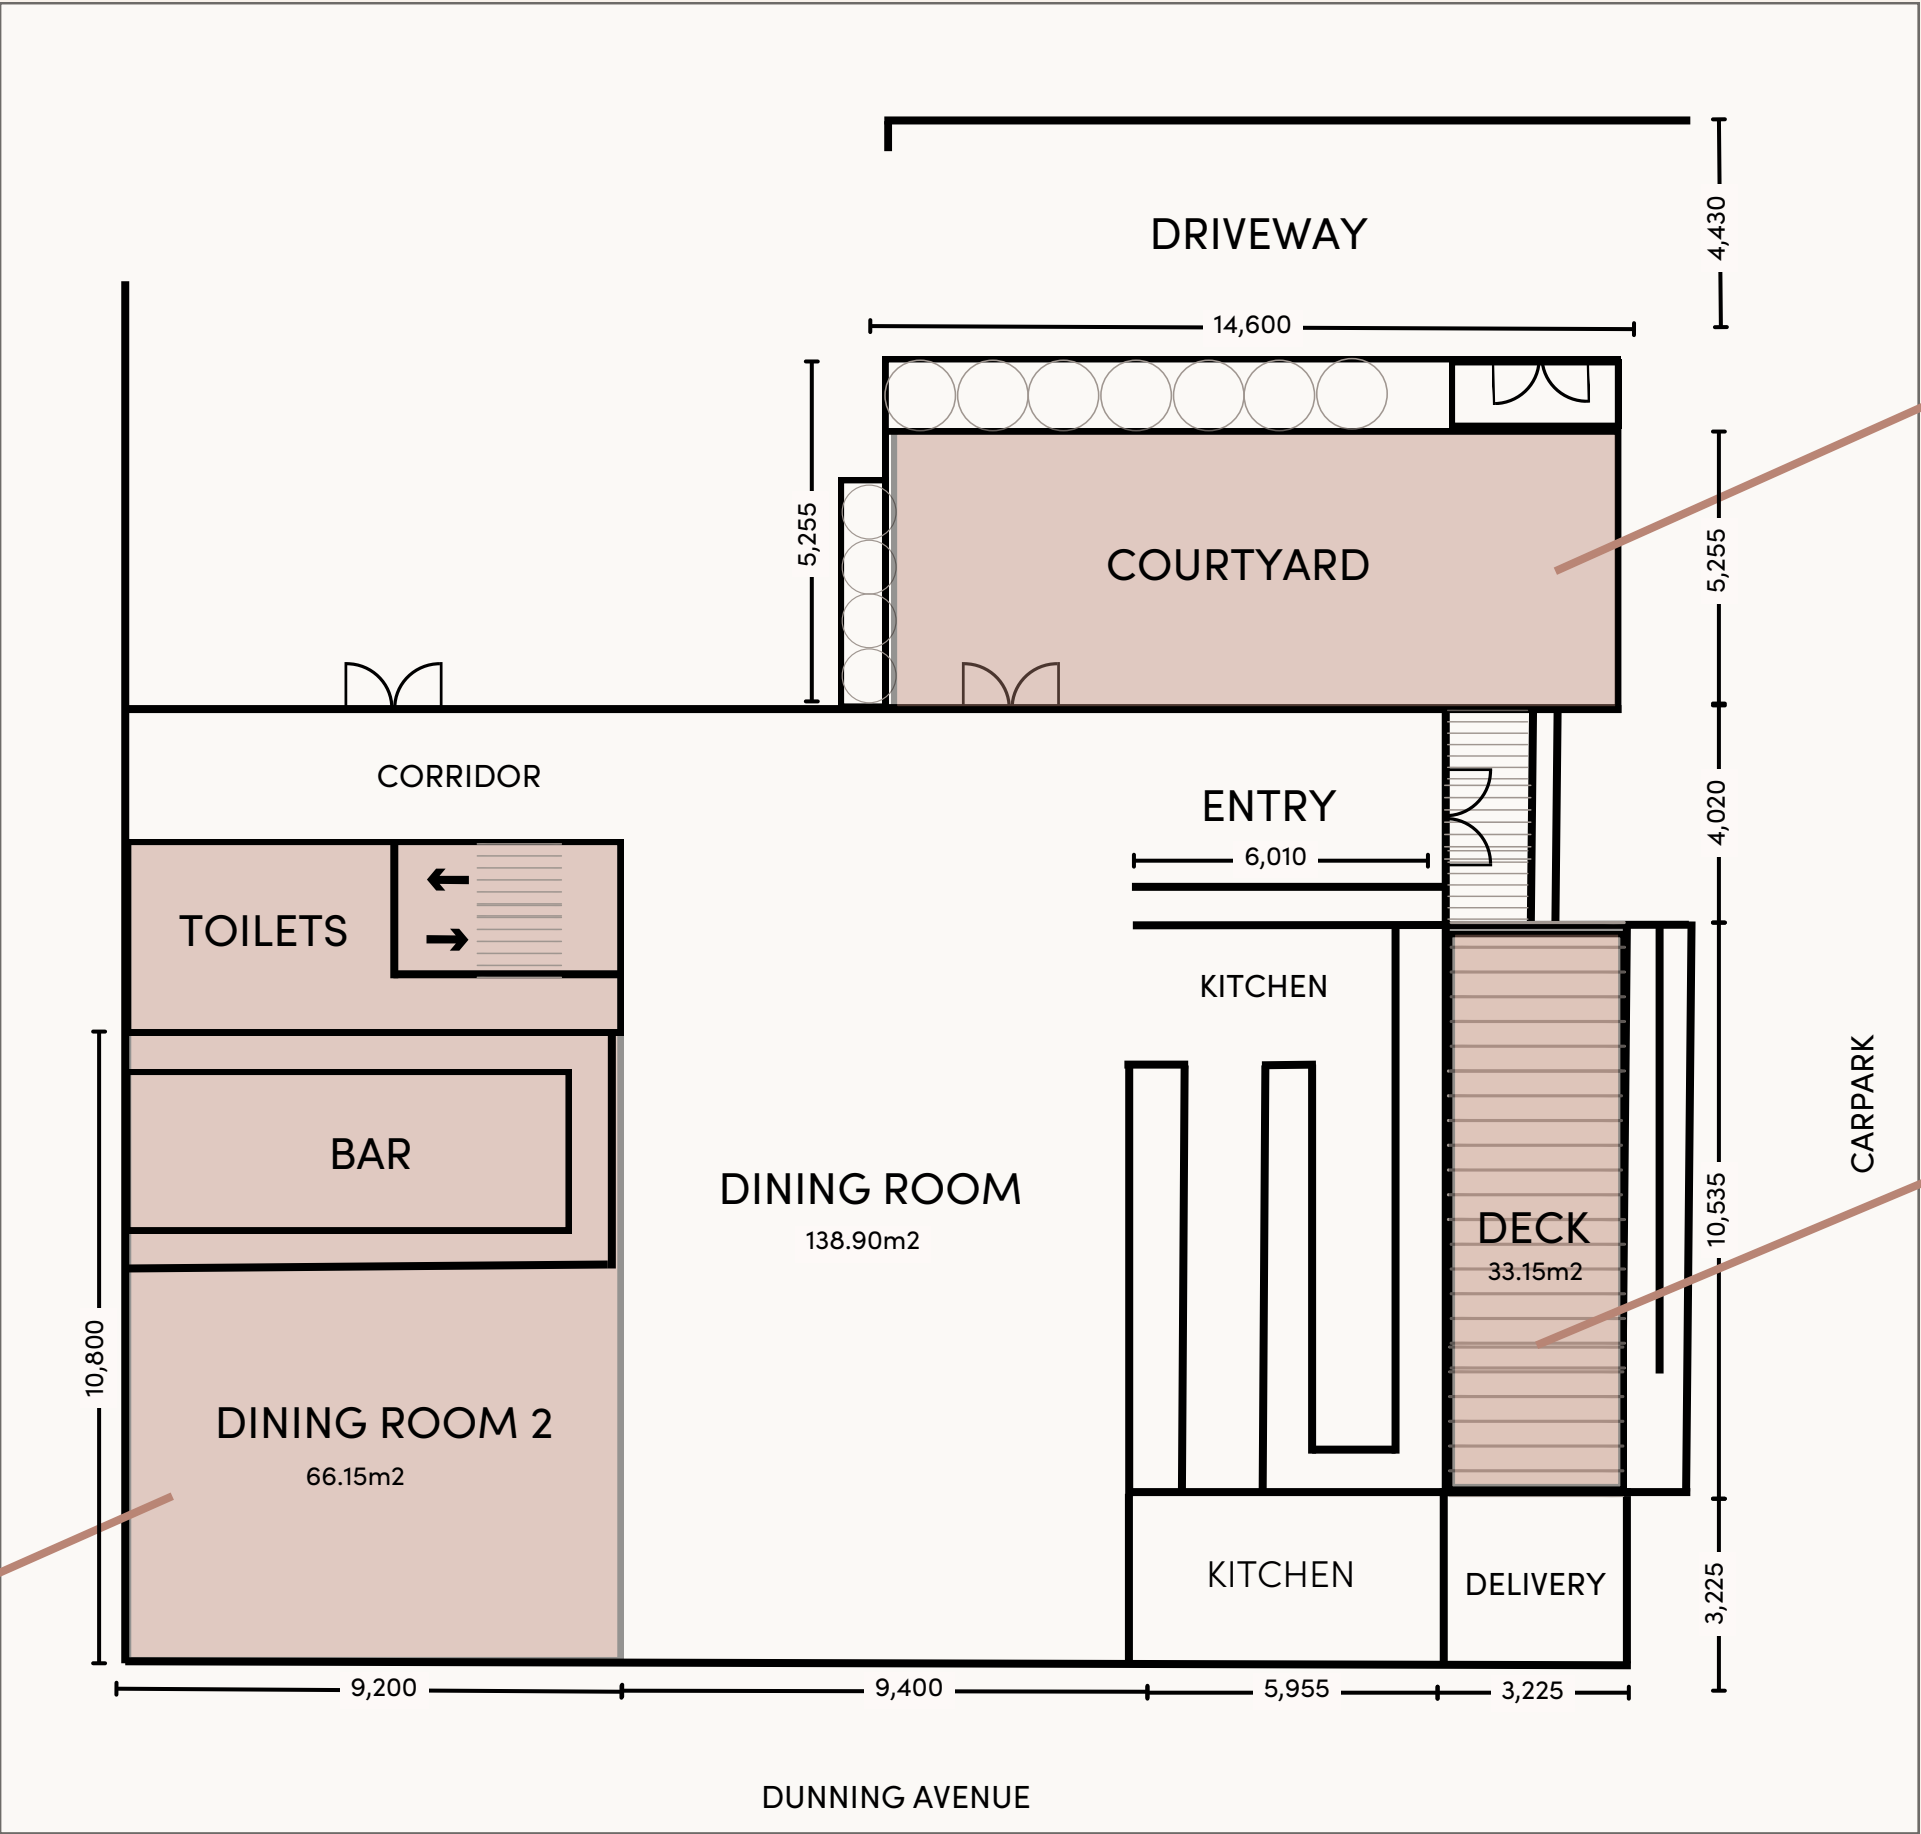 DRIVEWAY
4,430
14,600
5,255
COURTYARD
5,255
CORRIDOR
ENTRY
4,020
6,010
TOILETS
KITCHEN
BAR
DINING ROOM
138.90m2
DECK
33.15m2
10,535
CARPARK
10,800
DINING ROOM 2
66.15m2
KITCHEN
DELIVERY
3,225
9,200
9,400
5,955
3,225
DUNNING AVENUE